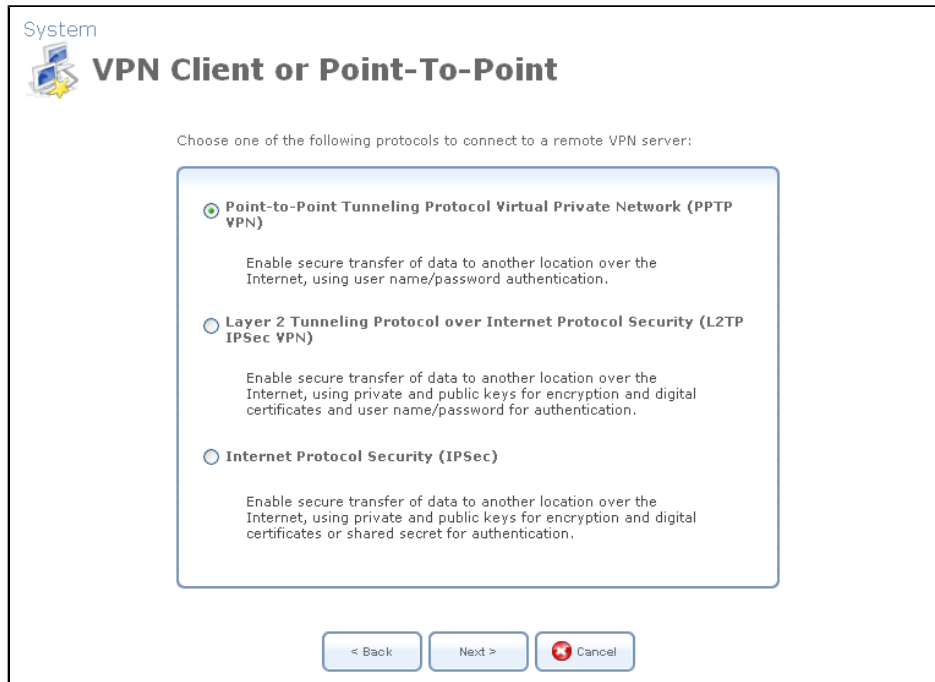 System
VPN Client or Point-To-Point
Choose one of the following protocols to connect to a remote VPN server:
Point-to-Point Tunneling Protocol Virtual Private Network (PPTP
VPN)
Enable secure transfer of data to another location over the
Internet, using user name/password authentication.
Layer 2 Tunneling Protocol over Internet Protocol Security (L2TP
IPSec VPN)
Enable secure transfer of data to another location over the
Internet, using private and public keys for encryption and digital
certificates and user name/password for authentication.
Internet Protocol Security (IPSec)
Enable secure transfer of data to another location over the
Internet, using private and public keys for encryption and digital
certificates or shared secret for authentication.
< Back
Next >
Cancel